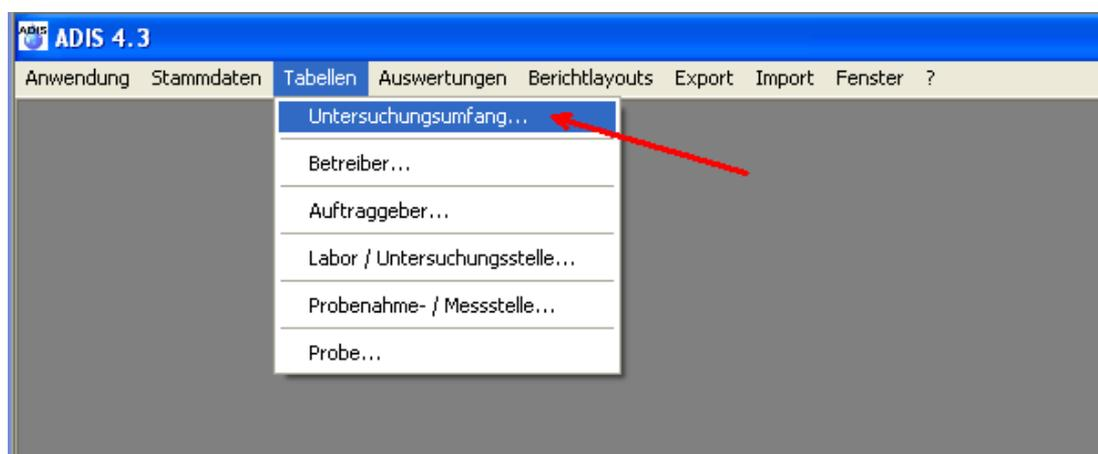 ADIS ADIS 4.3
Anwendung Stammdaten Tabellen Auswertungen Berichtlayouts Export Import Fenster ?
Untersuchungsumfang...
Betreiber...
Auftraggeber...
Labor / Untersuchungsstelle...
Probenahme- / Messstelle...
Probe...